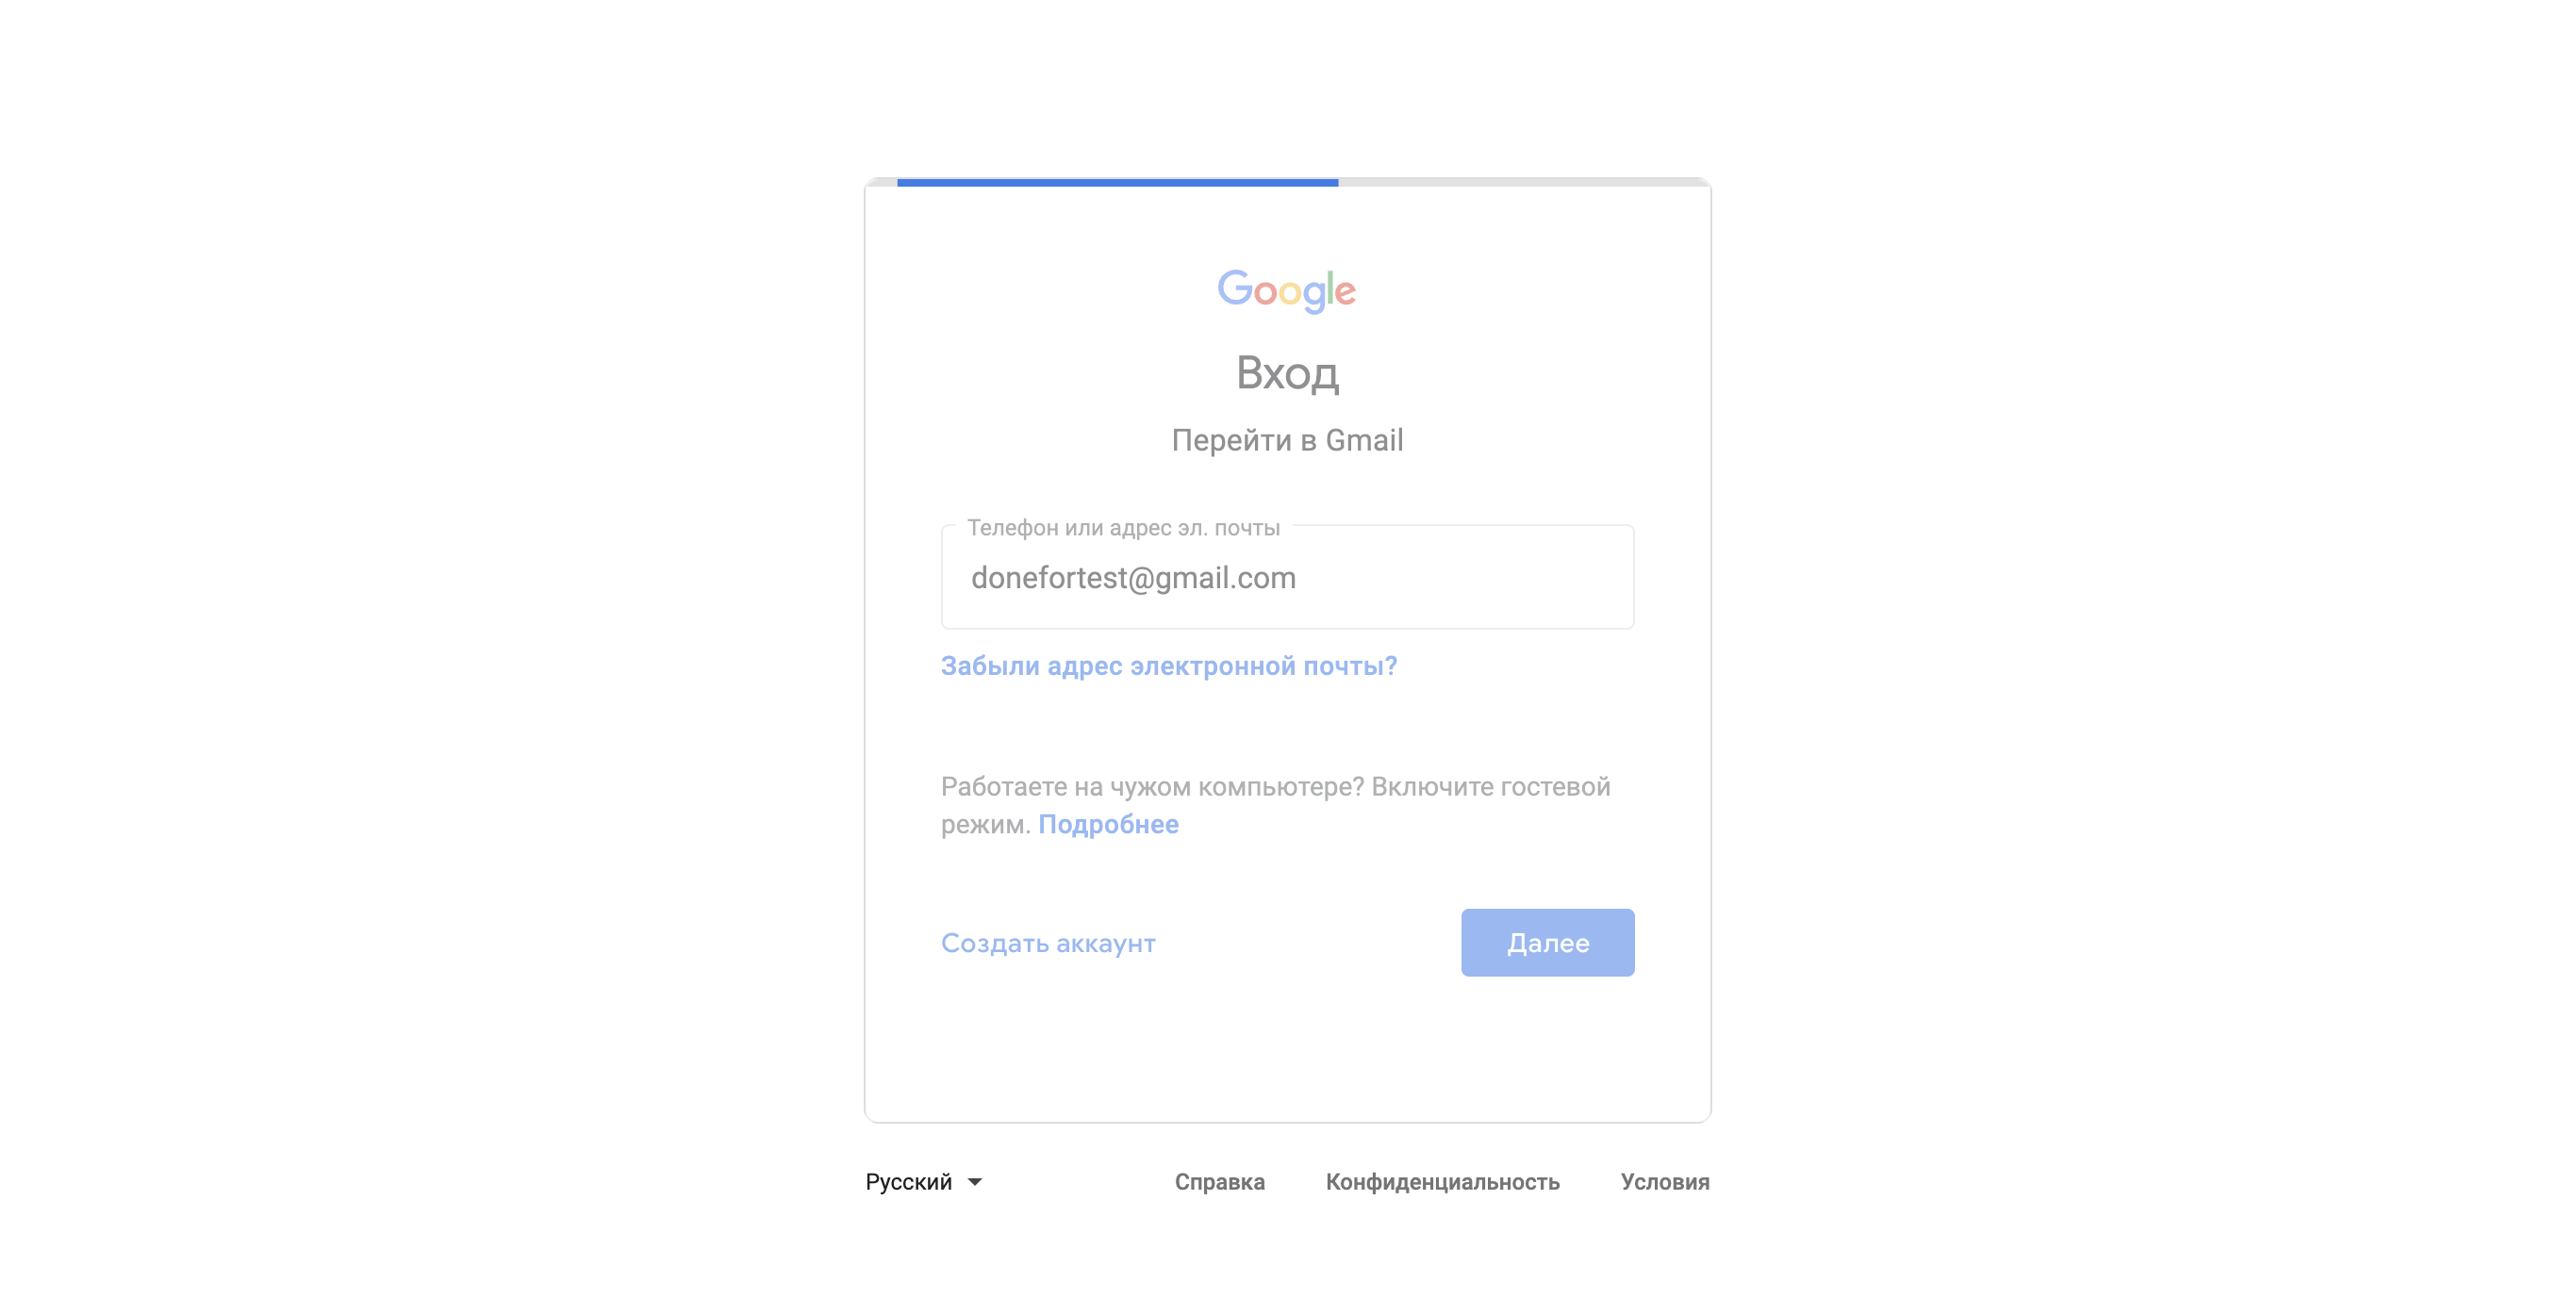 Google
Вход
Перейти в Gmail
Телефон или адрес эл. почты
donefortest@gmail.com
Забыли адрес электронной почты?
Работаете на чужом компьютере? Включите гостевой
режим. Подробнее
Создать аккаунт
Далее
Русский
Справка
Конфиденциальность
Условия